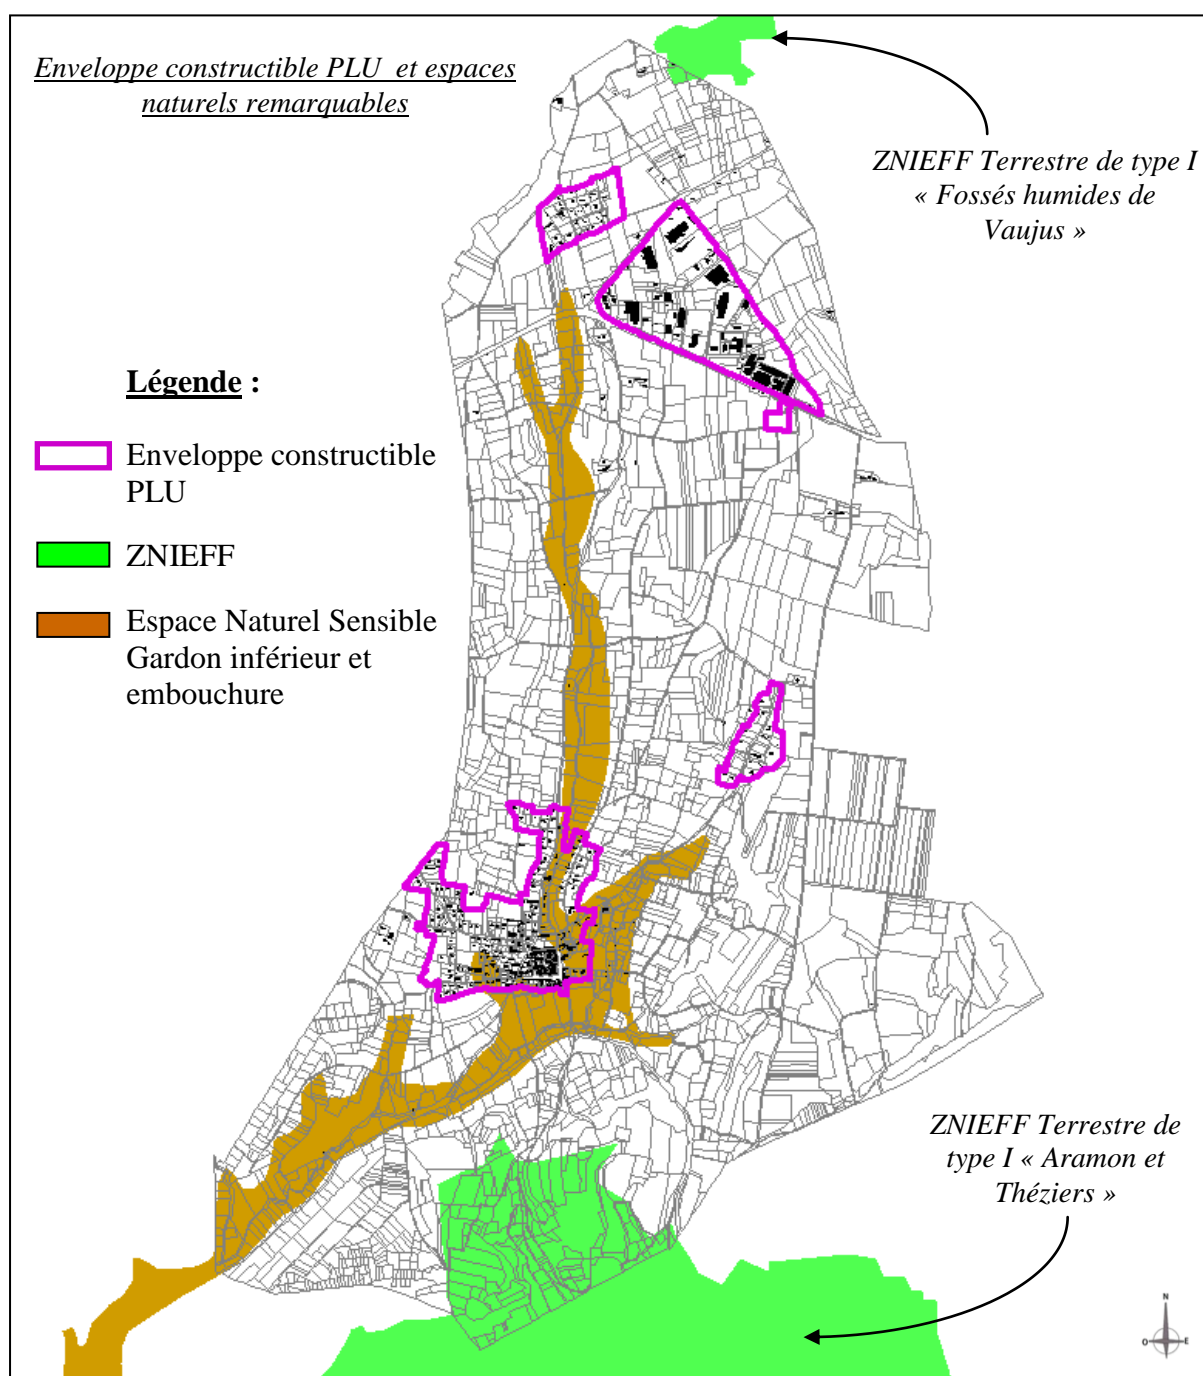 Enveloppe constructible PLU et espaces
naturels remarquables
ZNIEFF Terrestre de type I
« Fossés humides de
Vaujus »
Légende :
Enveloppe constructible
PLU
ZNIEFF
Espace Naturel Sensible
Gardon inférieur et
embouchure
ZNIEFF Terrestre de
type I « Aramon et
Théziers »
N
O
E
S